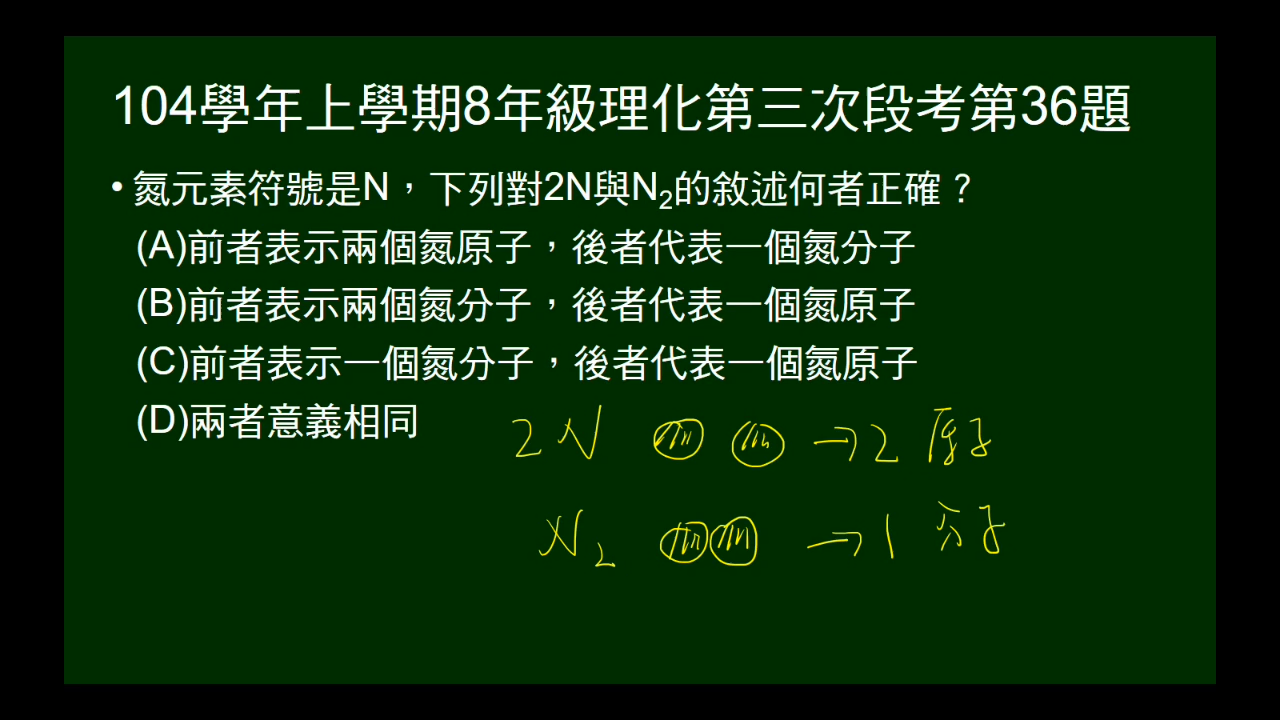 104學年上學期8年級理化第三次段考第36題
• 氮元素符號是N，下列對2N與N₂的敘述何者正確？
(A)前者表示兩個氮原子，後者代表一個氮分子
(B)前者表示兩個氮分子，後者代表一個氮原子
(C)前者表示一個氮分子，後者代表一個氮原子
(D)兩者意義相同
2N → 2 原子
N₂ → 1 分子